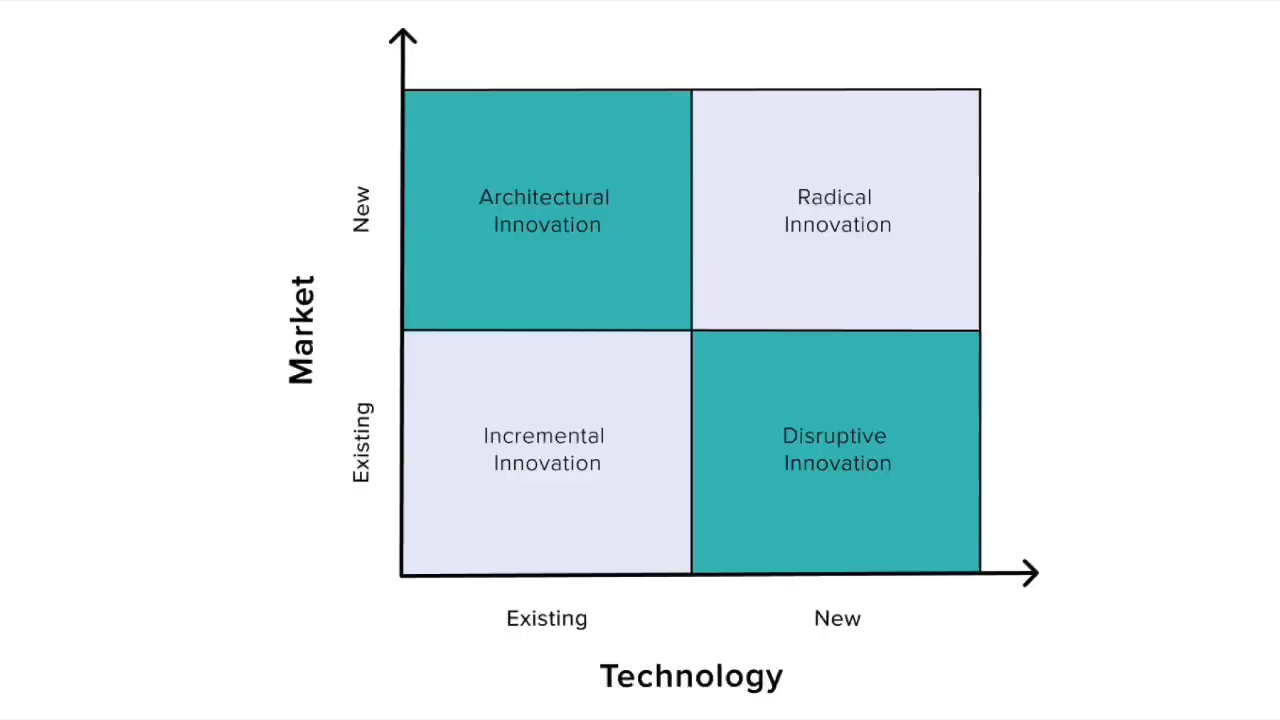 Architectural
Innovation
Radical
Innovation
New
Market
Existing
Incremental
Innovation
Disruptive
Innovation
Existing
New
Technology